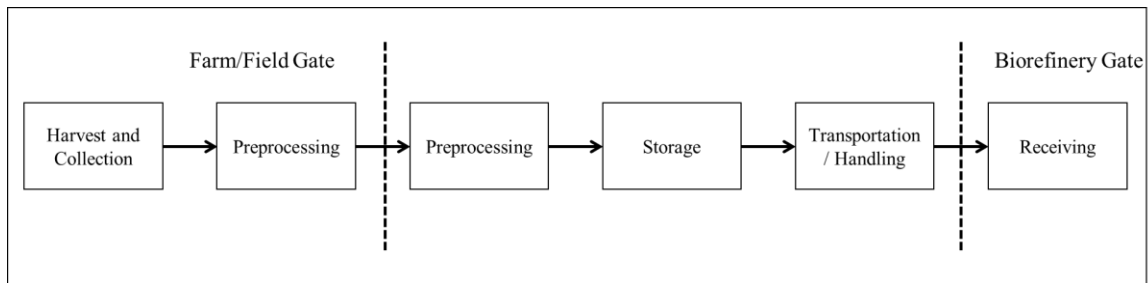 Farm/Field Gate
Biorefinery Gate
Harvest and
Collection
Preprocessing
Preprocessing
Storage
Transportation
/ Handling
Receiving